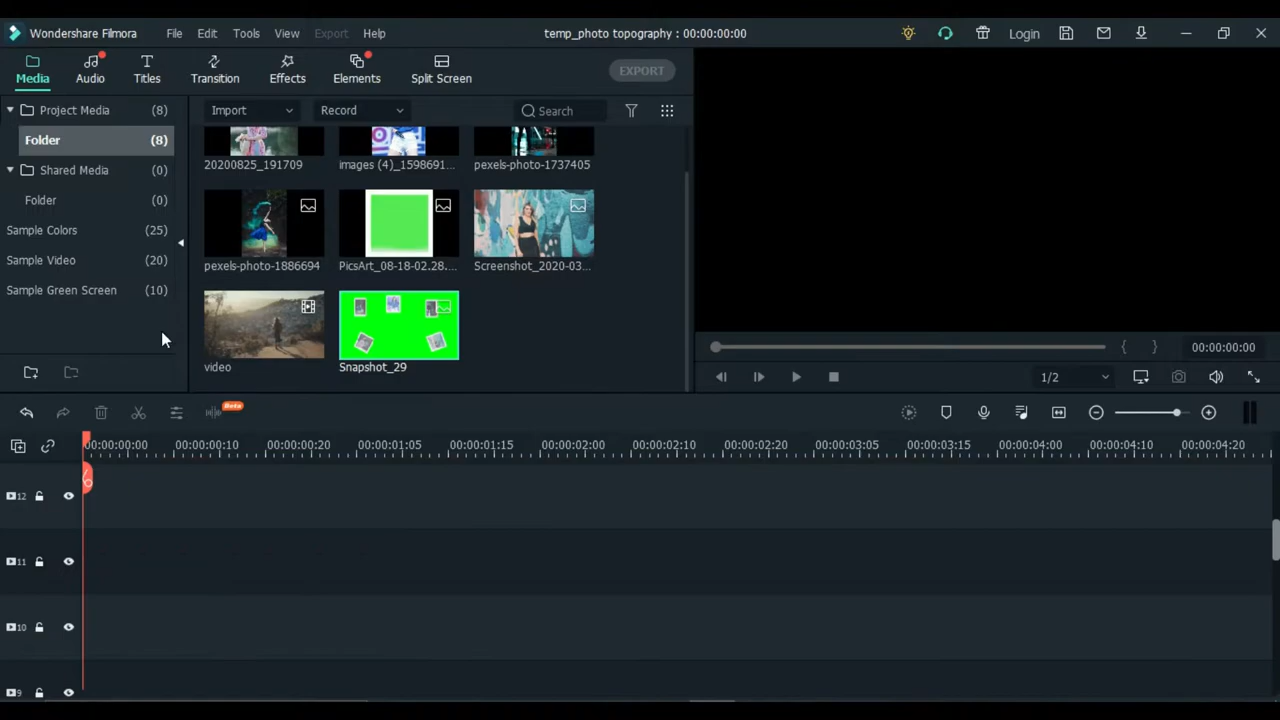 Wondershare Filmora File Edit Tools View Export Help temp_photo topography : 00:00:00:00 Login
Media Audio Titles Transition Effects Elements Split Screen EXPORT
Project Media (8) Import Record Search
Folder (8)
20200825_191709 images (4)_1598691... pexels-photo-1737405
Shared Media (0)
Folder (0)
Sample Colors (25)
Sample Video (20)
pexels-photo-1886694 PicsArt_08-18-02.28.... Screenshot_2020-03...
Sample Green Screen (10)
00:00:00:00
video Snapshot_29
1/2
Beta
00:00:00:00 00:00:00:10 00:00:00:20 00:00:01:05 00:00:01:15 00:00:02:00 00:00:02:10 00:00:02:20 00:00:03:05 00:00:03:15 00:00:04:00 00:00:04:10 00:00:04:20
12
11
10
9